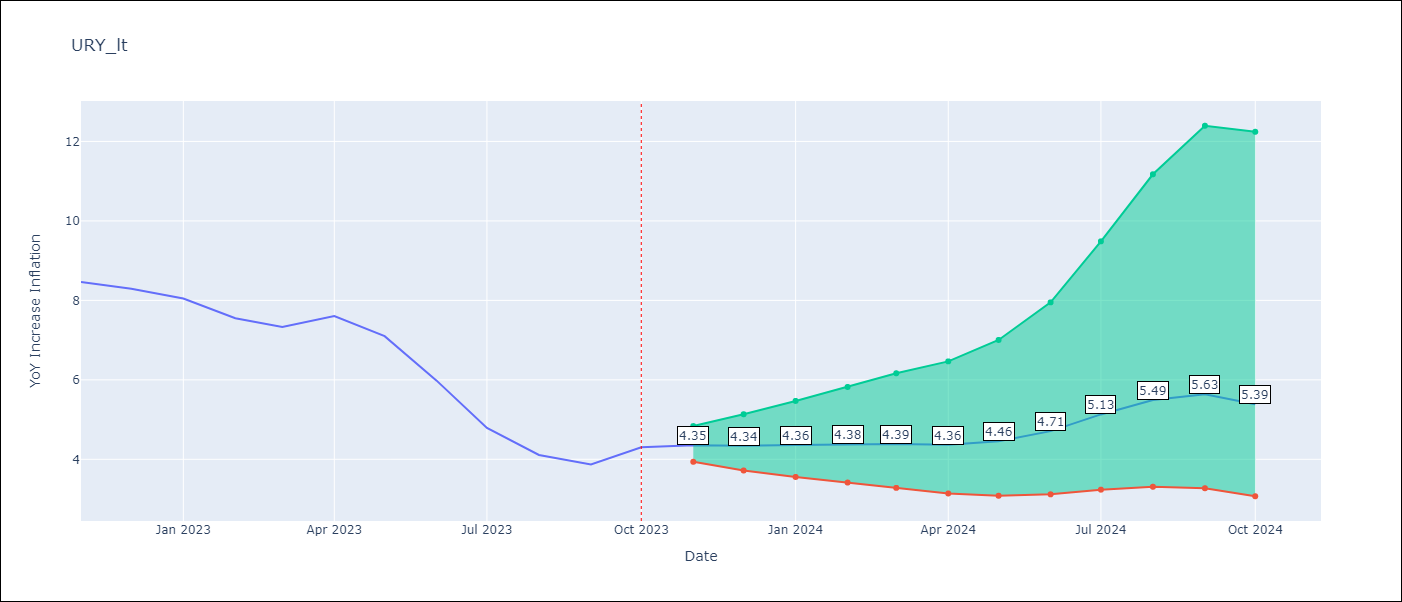 URY_lt
YoY Increase Inflation
12
10
8
6
4
4.35
4.34
4.36
4.38
4.39
4.36
4.46
4.71
5.13
5.49
5.63
5.39
Jan 2023
Apr 2023
Jul 2023
Oct 2023
Jan 2024
Apr 2024
Jul 2024
Oct 2024
Date